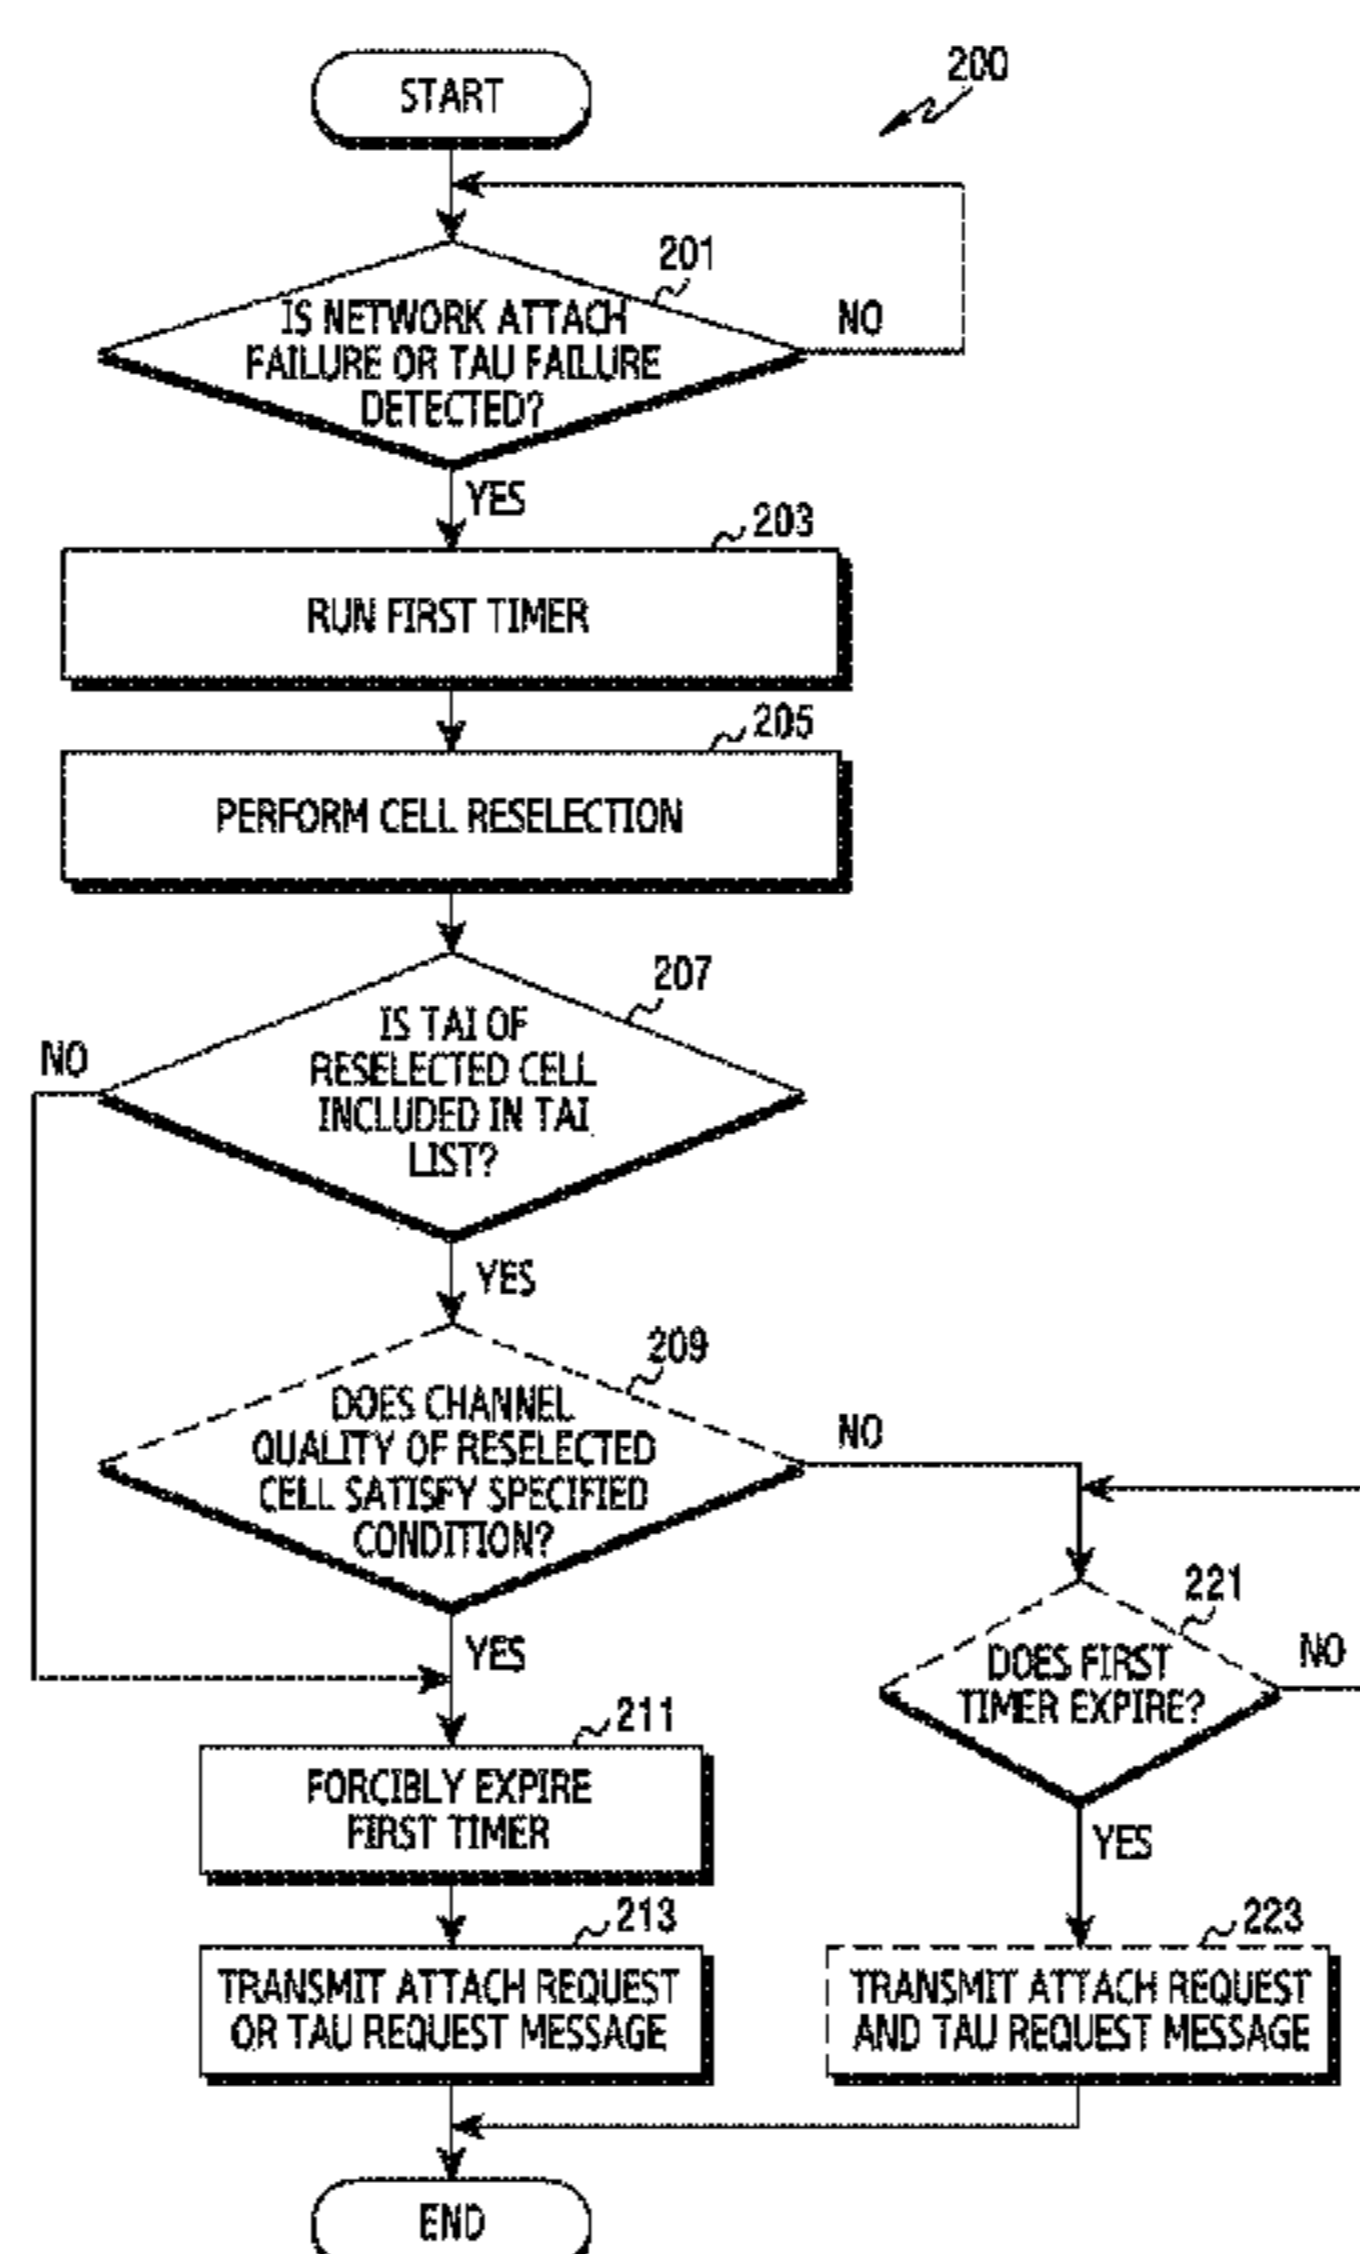 START
200
201
IS NETWORK ATTACH
FAILURE OR TAU FAILURE
DETECTED?
NO
YES
203
RUN FIRST TIMER
205
PERFORM CELL RESELECTION
207
IS TAI OF
RESELECTED CELL
INCLUDED IN TAI
LIST?
NO
YES
209
DOES CHANNEL
QUALITY OF RESELECTED
CELL SATISFY SPECIFIED
CONDITION?
NO
YES
221
DOES FIRST
TIMER EXPIRE?
NO
YES
211
FORCIBLY EXPIRE
FIRST TIMER
213
TRANSMIT ATTACH REQUEST
OR TAU REQUEST MESSAGE
223
TRANSMIT ATTACH REQUEST
AND TAU REQUEST MESSAGE
END